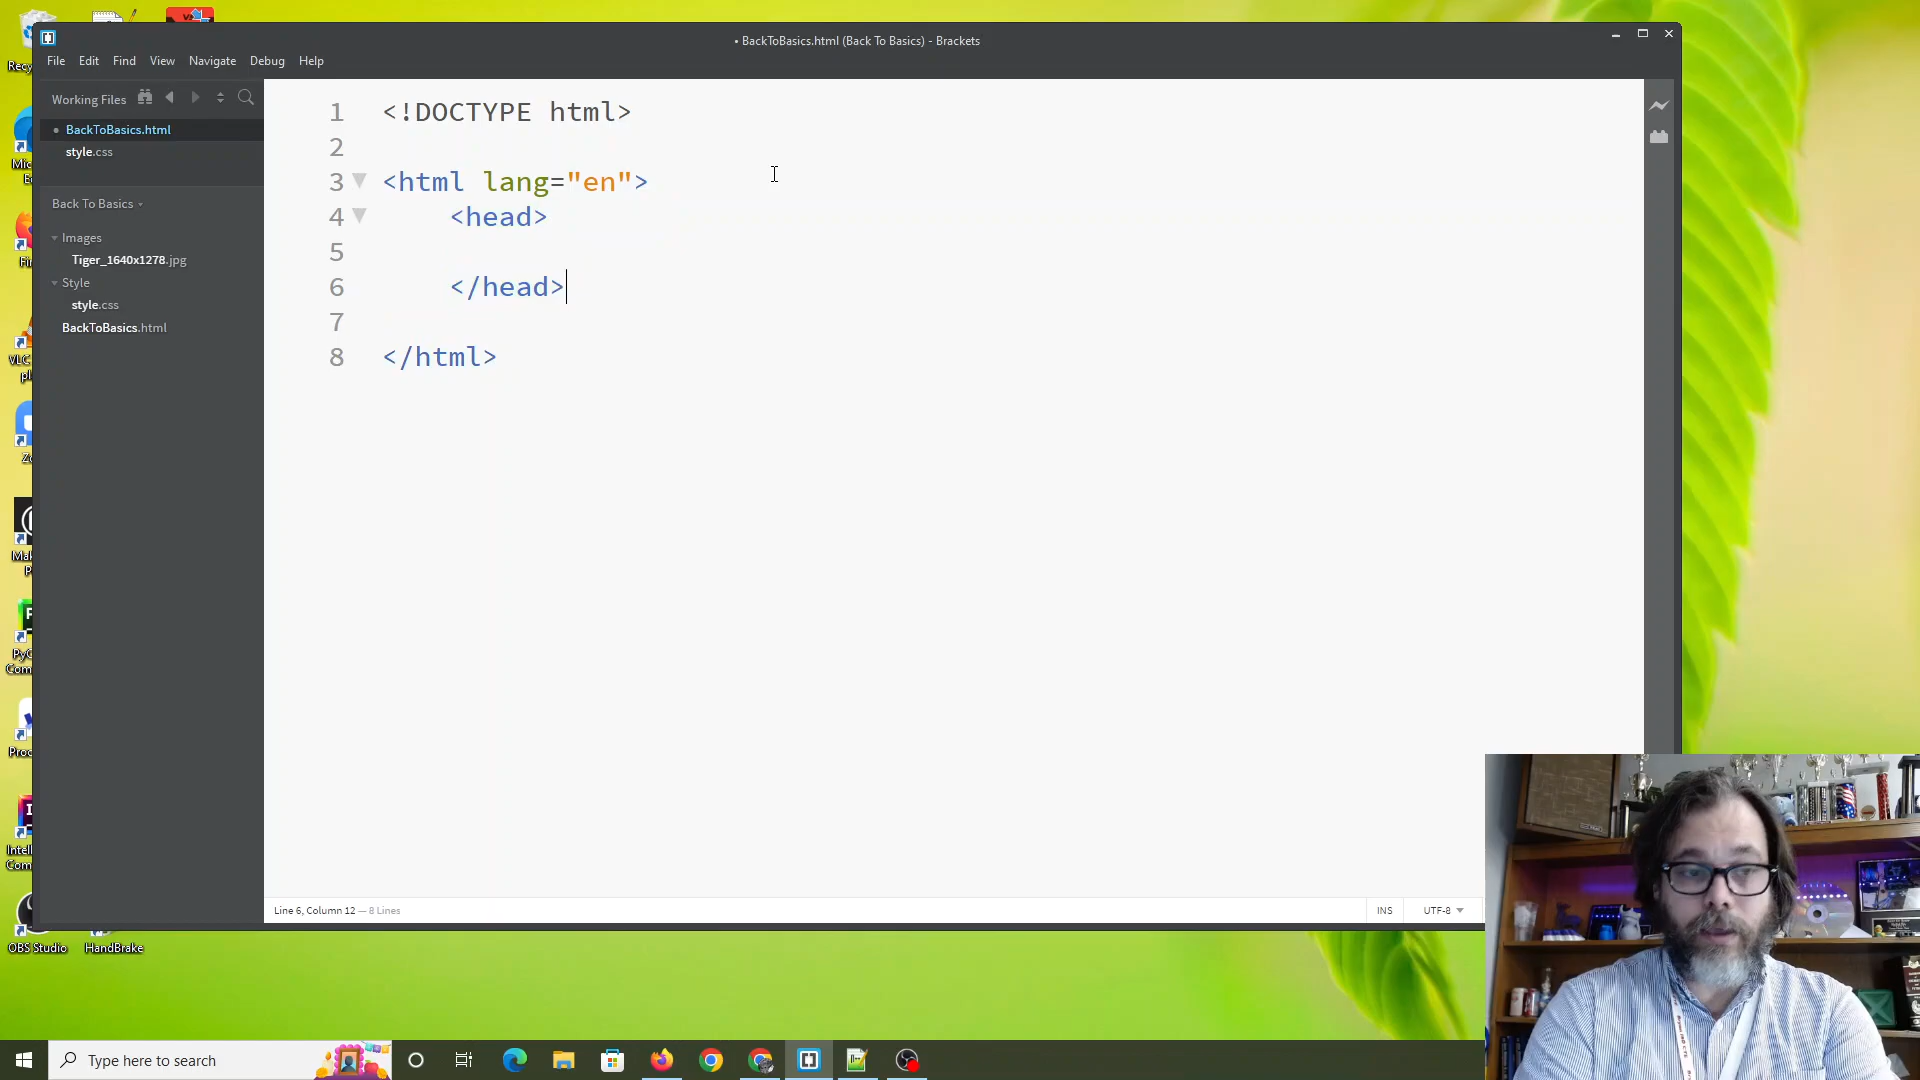 • BackToBasics.html (Back To Basics) - Brackets
File Edit Find View Navigate Debug Help
Working Files
BackToBasics.html
style.css
Back To Basics
Images
Tiger_1640x1278.jpg
Style
style.css
BackToBasics.html
1 <!DOCTYPE html>
2
3 <html lang="en">
4 <head>
5
6 </head>
7
8 </html>
Line 6, Column 12 — 8 Lines
INS
UTF-8
OBS Studio
HandBrake
Type here to search